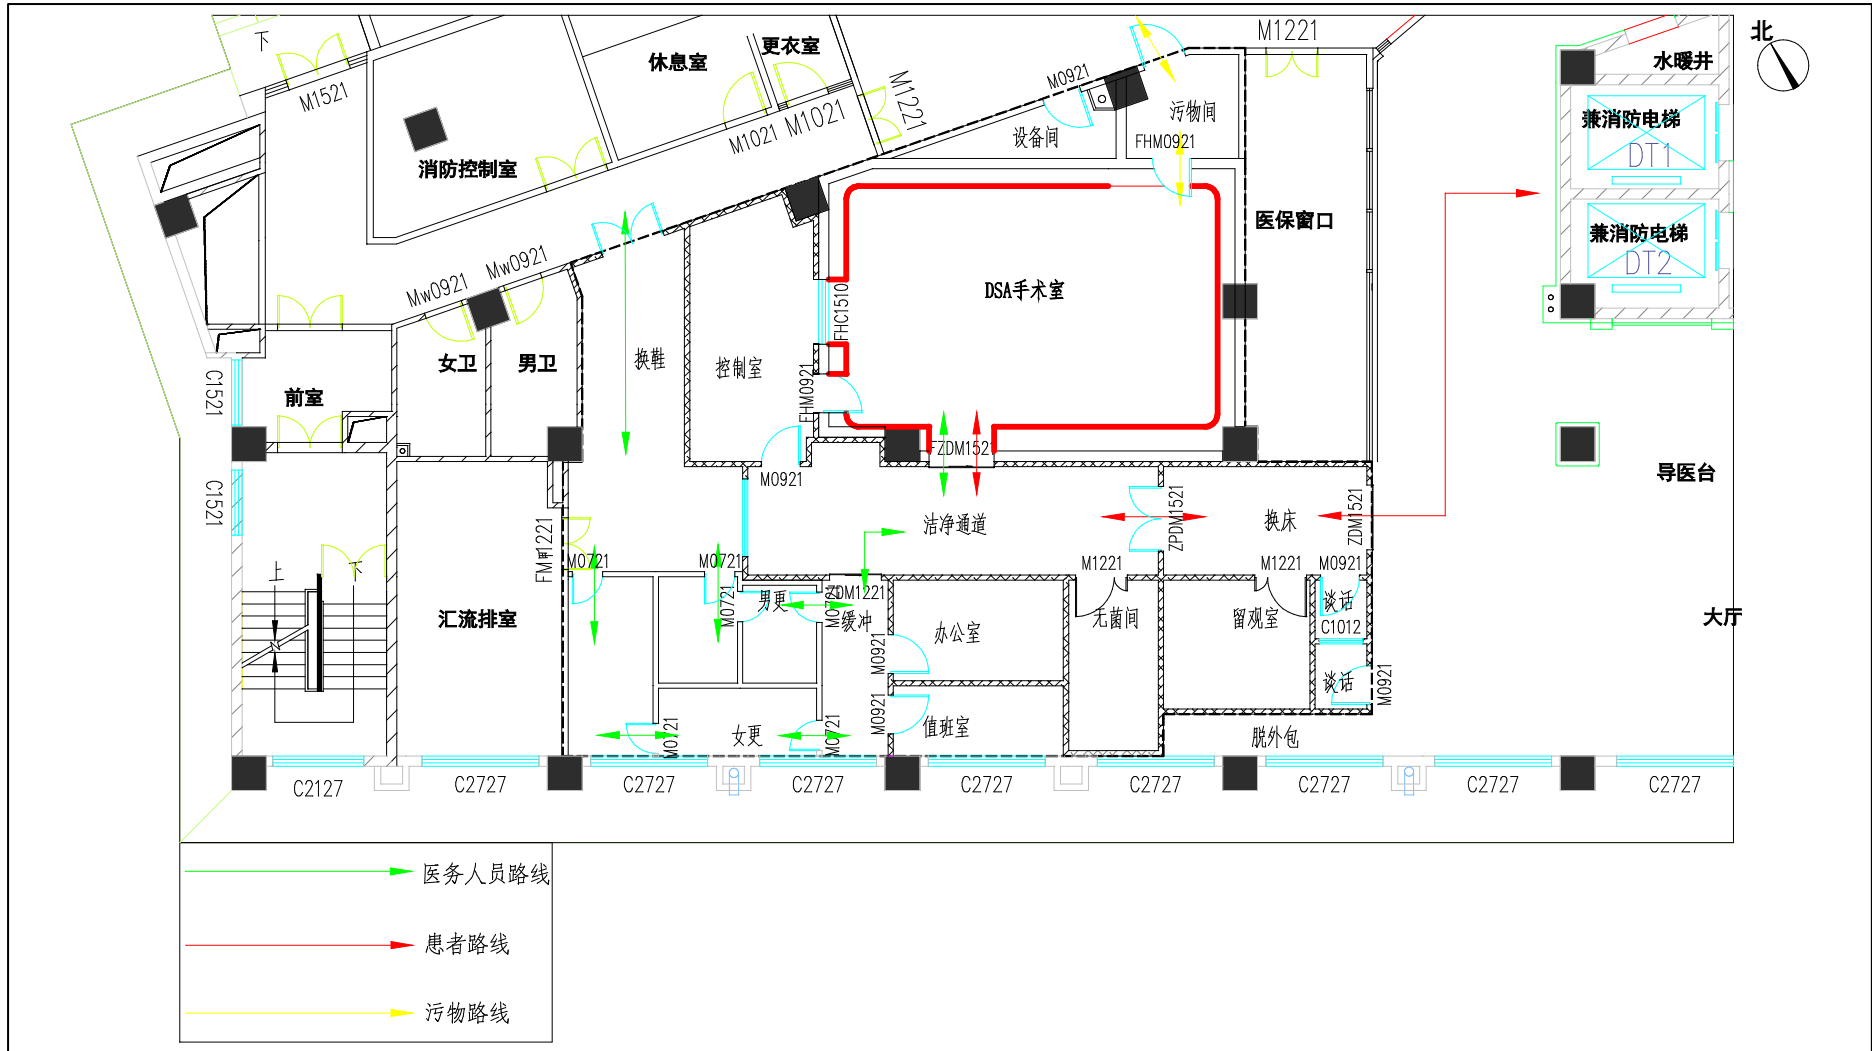 下
M1521
休息室
更衣室
M1021
M1021
M1221
M0921
M1221
北
水暖井
消防控制室
设备间
污物间
FHM0921
兼消防电梯
DT1
医保窗口
兼消防电梯
DT2
Mw0921
Mw0921
DSA手术室
FHC1510
C1521
前室
女卫
男卫
换鞋
控制室
FHM0921
C1521
M0921
FZDM1521
洁净通道
ZPDM1521
换床
ZDM1521
导医台
FM甲1221
M0721
M0721
M1221
M1221
M0921
上
下
汇流排室
M0721
男更
M0721
ZDM1221
缓冲
M0921
办公室
无菌间
留观室
谈话
C1012
大厅
谈话
M0921
M0721
女更
M0721
M0921
值班室
脱外包
C2127
C2727
C2727
C2727
C2727
C2727
C2727
C2727
C2727
医务人员路线
患者路线
污物路线